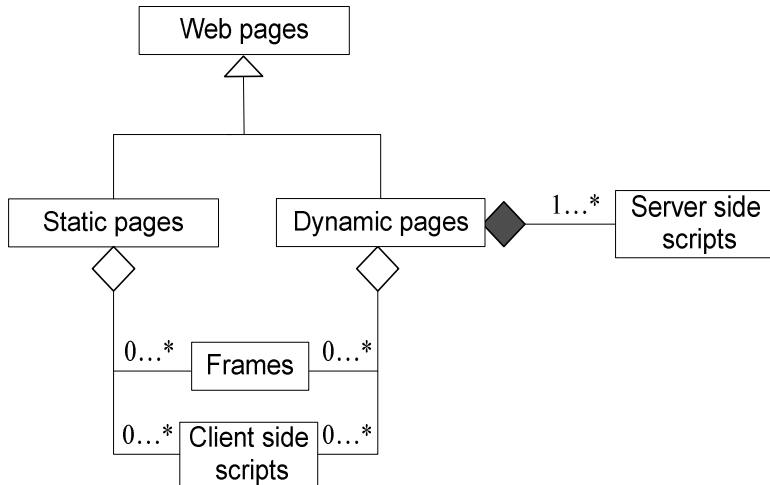 Web pages
Static pages
Dynamic pages
1...*
Server side
scripts
0...*
Frames
0...*
0...*
Client side
scripts
0...*